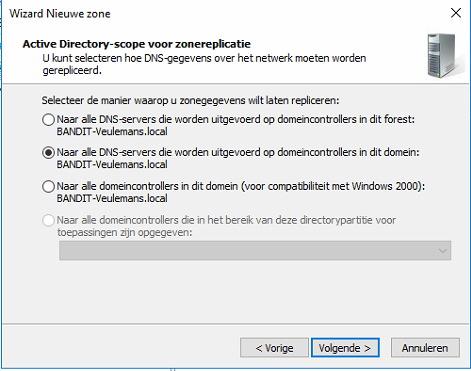 Wizard Nieuwe zone
Active Directory-scope voor zonereplicatie
U kunt selecteren hoe DNS-gegevens over het netwerk moeten worden
gerepliceerd.
Selecteer de manier waarop u zonegegevens wilt laten repliceren:
Naar alle DNS-servers die worden uitgevoerd op domeincontrollers in dit forest:
BANDIT-Veulemans.local
Naar alle DNS-servers die worden uitgevoerd op domeincontrollers in dit domein:
BANDIT-Veulemans.local
Naar alle domeincontrollers in dit domein (voor compatibiliteit met Windows 2000):
BANDIT-Veulemans.local
Naar alle domeincontrollers die in het bereik van deze directorypartitie voor
toepassingen zijn opgegeven:
< Vorige
Volgende >
Annuleren